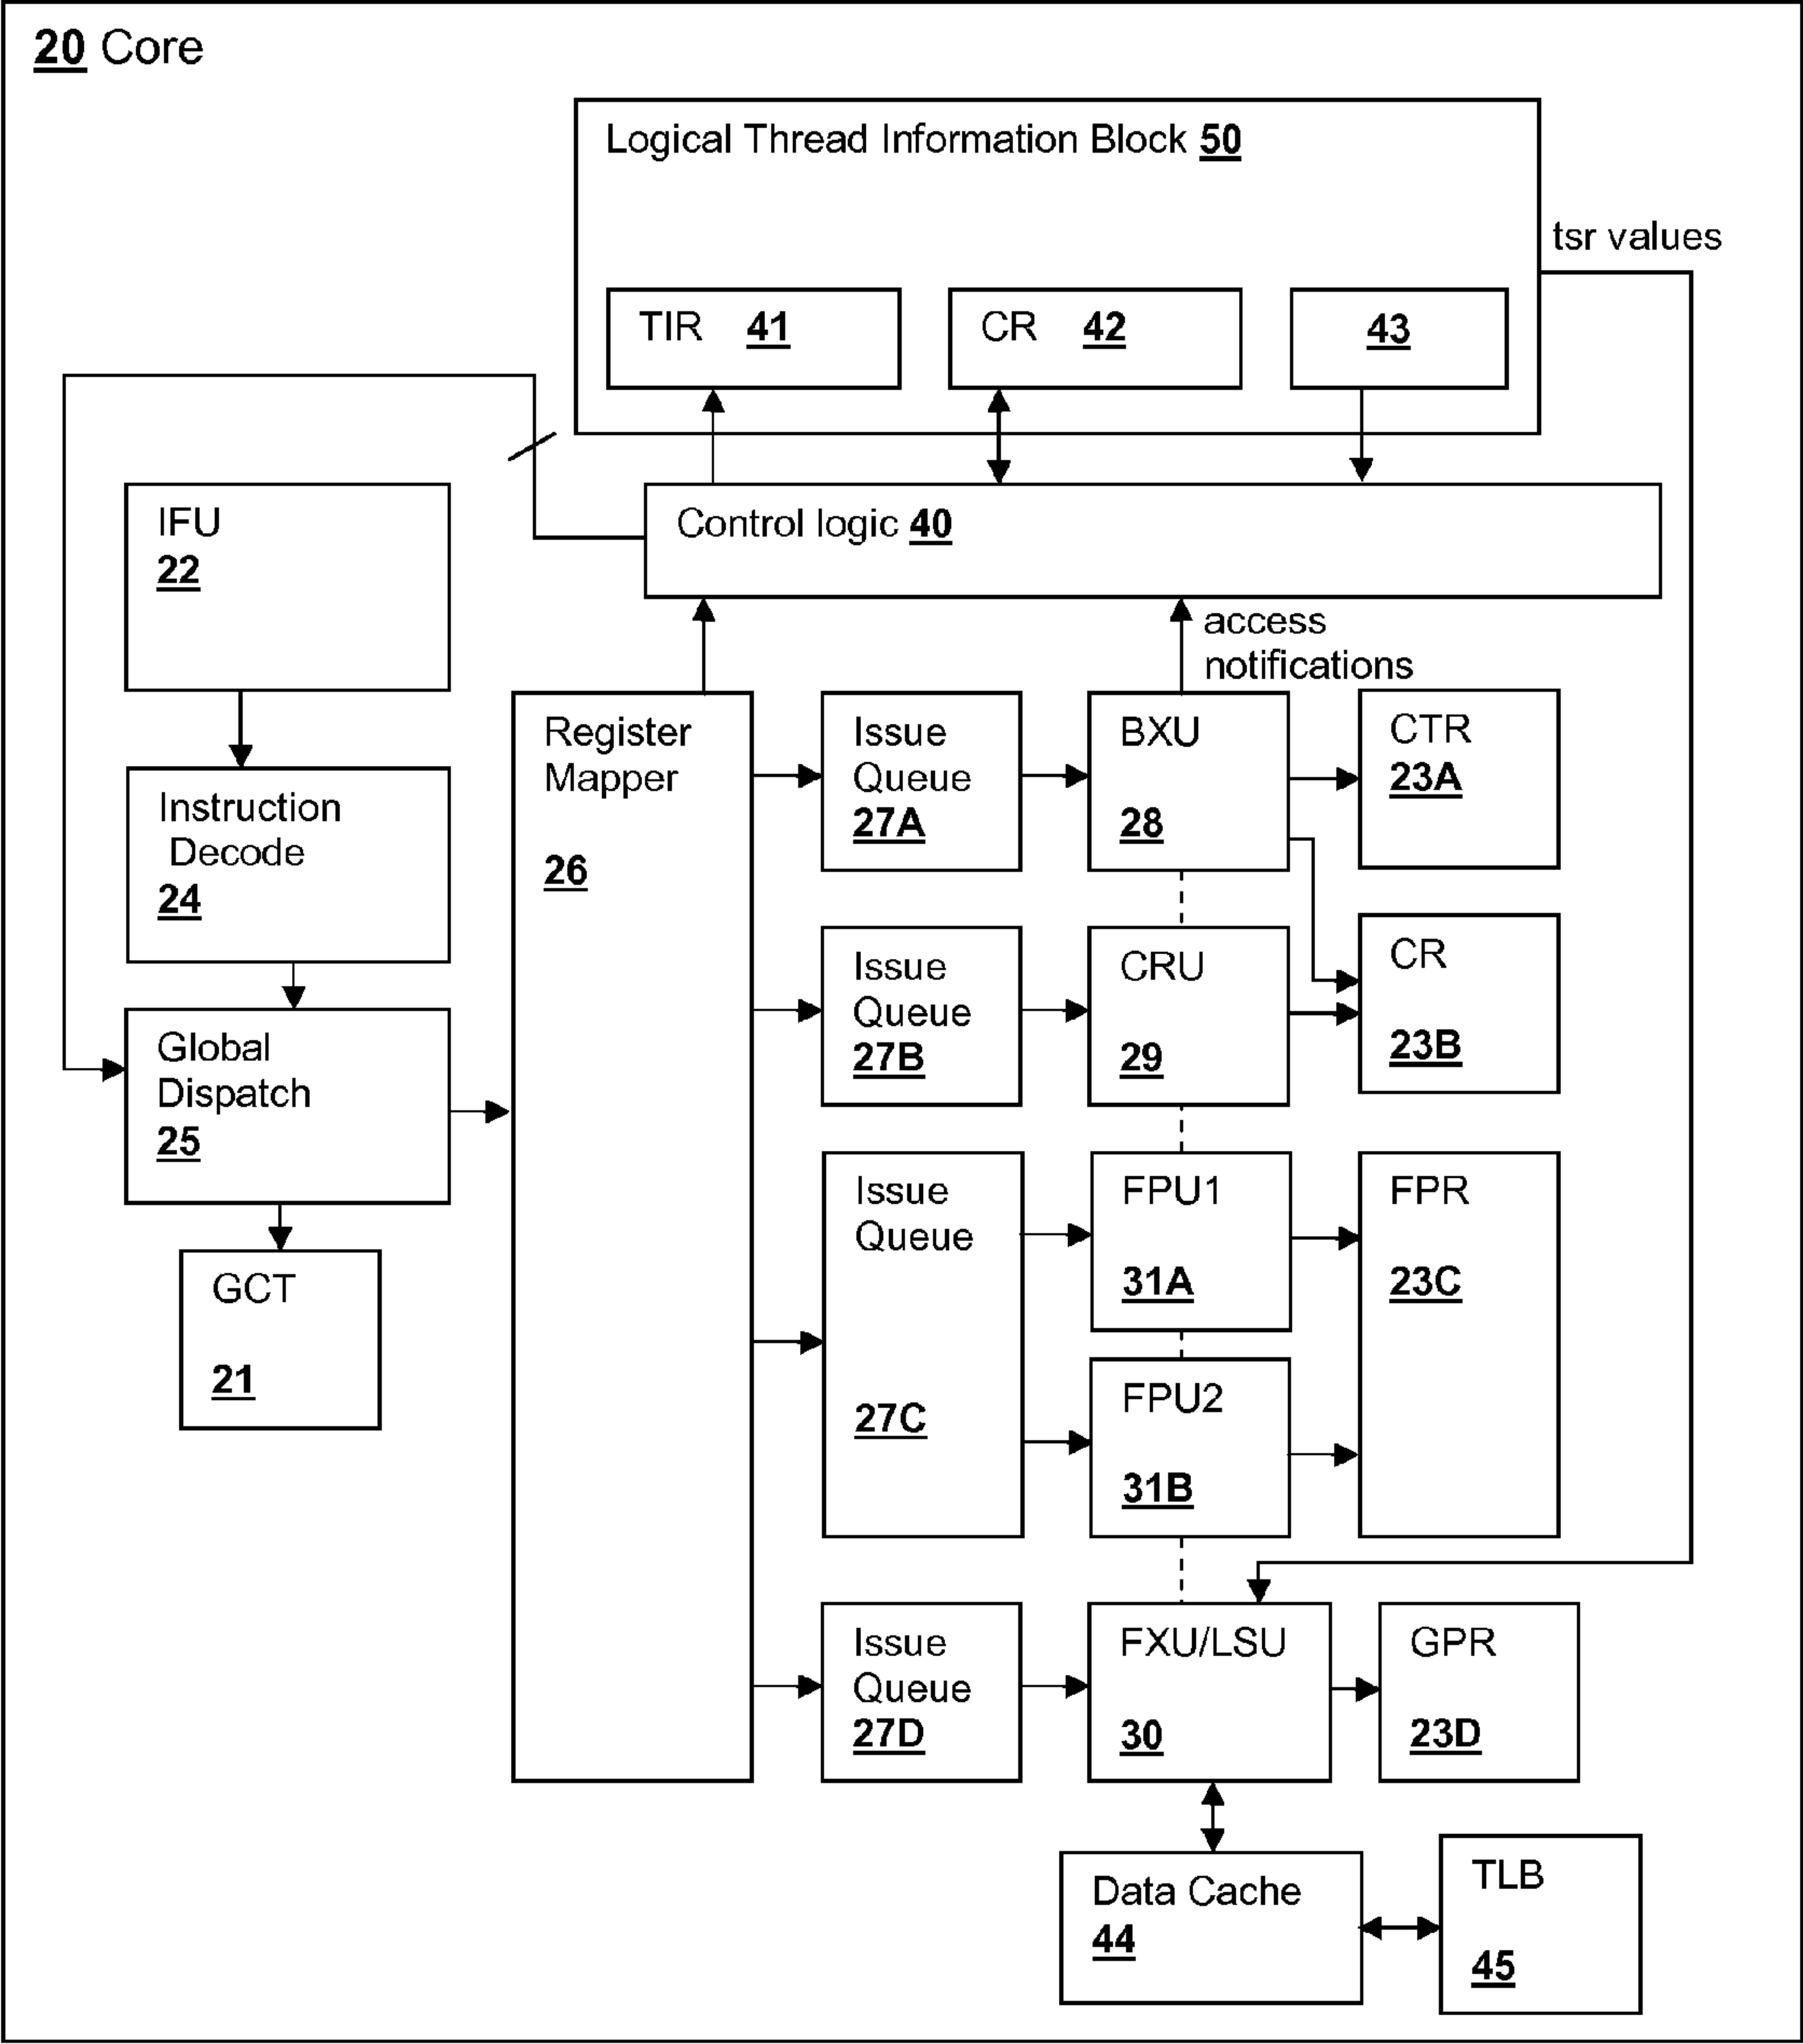 20 Core
Logical Thread Information Block 50
tsr values
TIR 41
CR 42
43
Control logic 40
IFU
22
access
notifications
Instruction
Decode
24
Global
Dispatch
25
GCT
21
Register
Mapper
26
Issue
Queue
27A
BXU
28
CTR
23A
Issue
Queue
27B
CRU
29
CR
23B
Issue
Queue
27C
FPU1
31A
FPU2
31B
FPR
23C
Issue
Queue
27D
FXU/LSU
30
GPR
23D
Data Cache
44
TLB
45